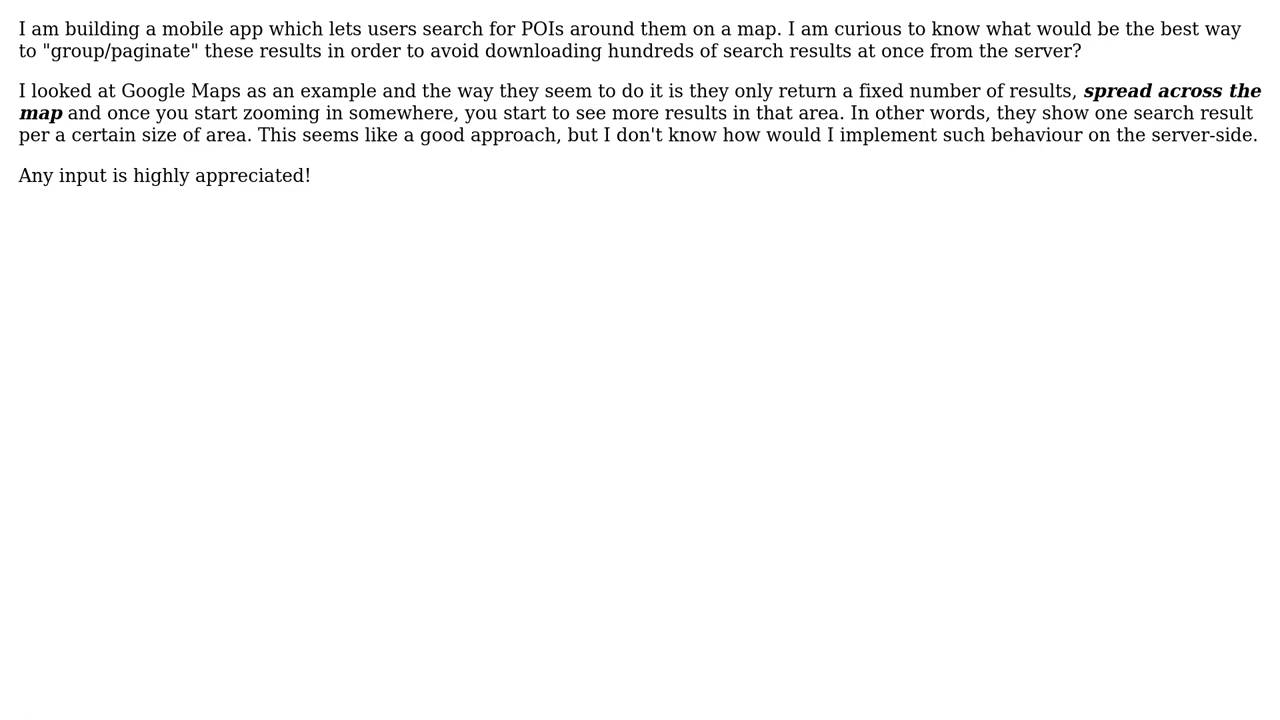 I am building a mobile app which lets users search for POIs around them on a map. I am curious to know what would be the best way
to "group/paginate" these results in order to avoid downloading hundreds of search results at once from the server?
I looked at Google Maps as an example and the way they seem to do it is they only return a fixed number of results, spread across the
map and once you start zooming in somewhere, you start to see more results in that area. In other words, they show one search result
per a certain size of area. This seems like a good approach, but I don't know how would I implement such behaviour on the server-side.
Any input is highly appreciated!